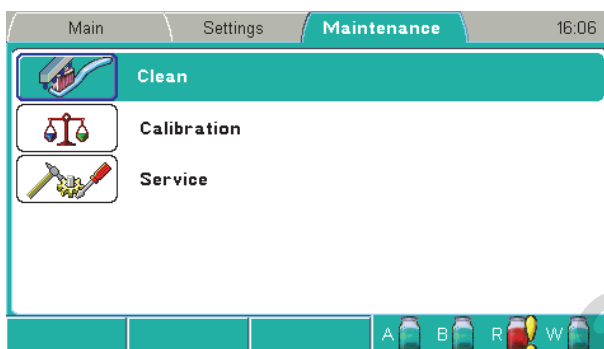 Main Settings Maintenance 16:06
Clean
Calibration
Service
A B R W